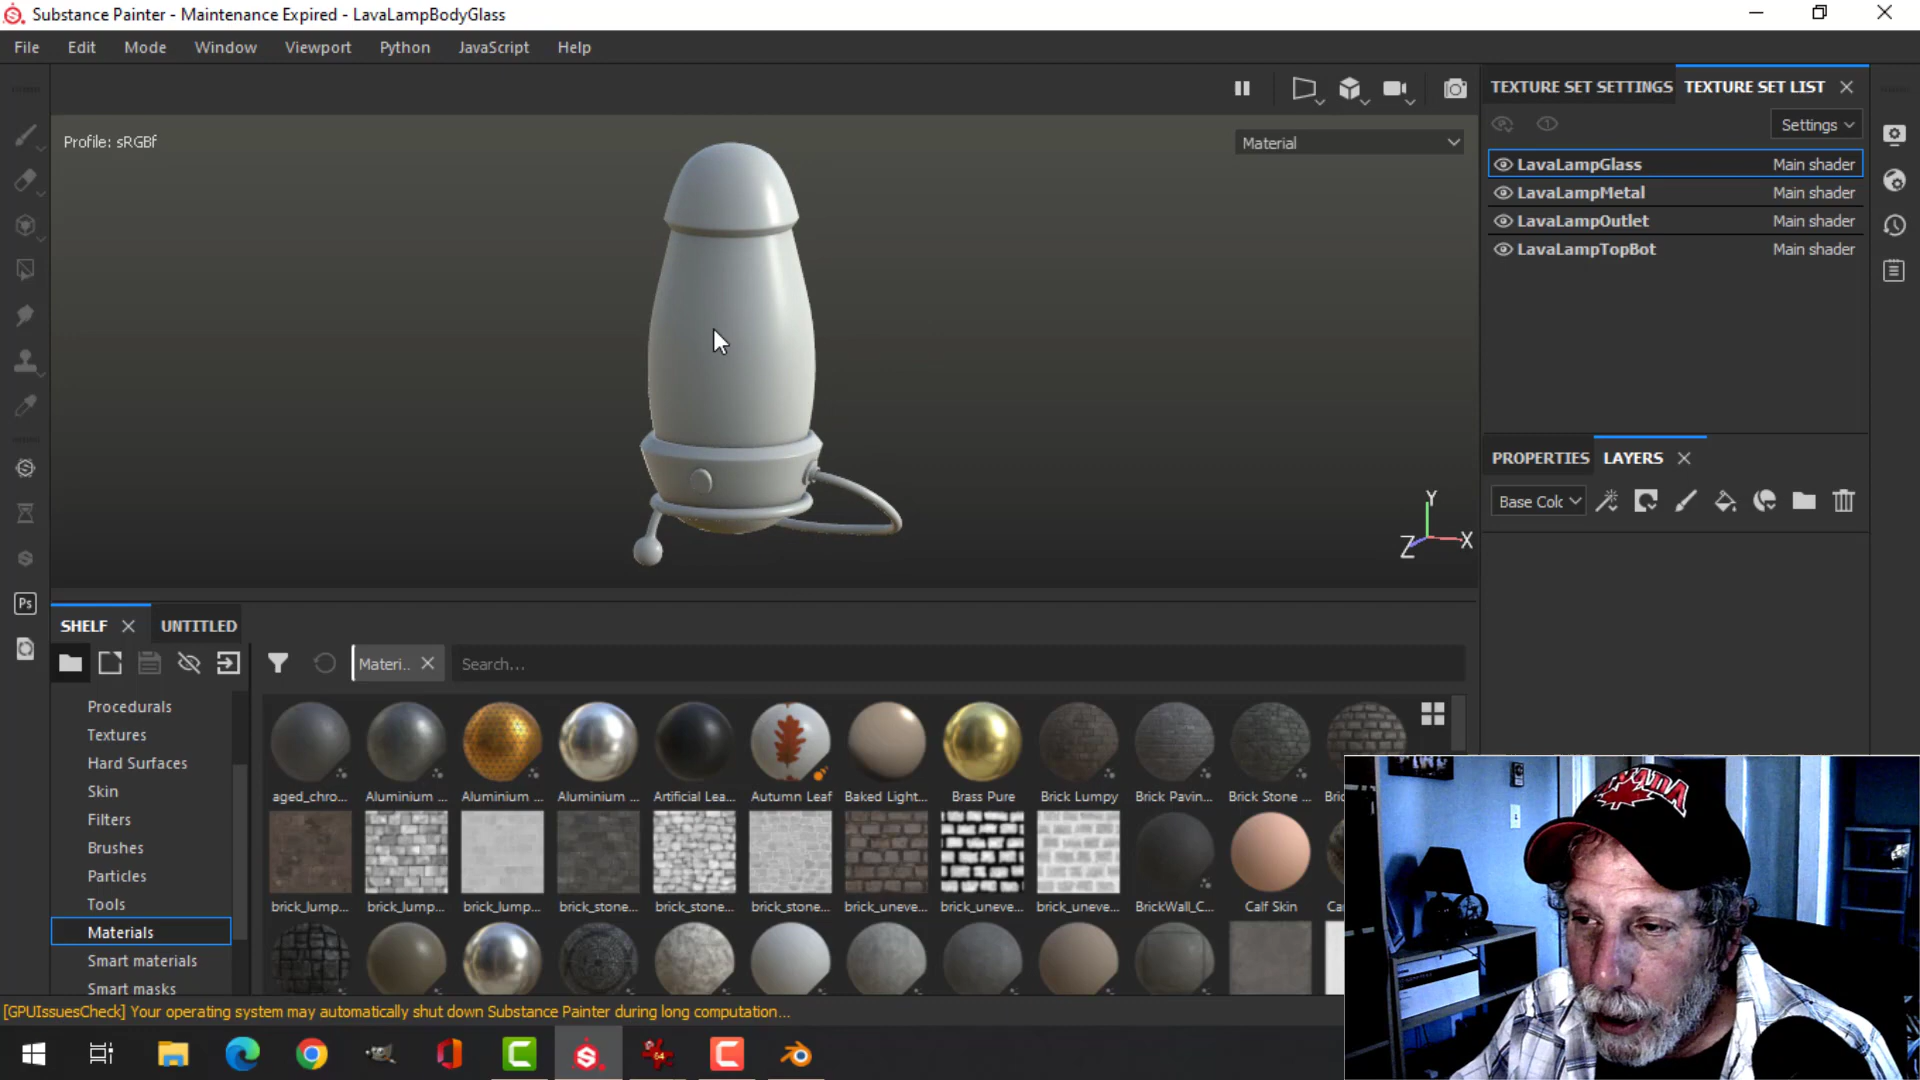 Substance Painter - Maintenance Expired - LavaLampBodyGlass
File Edit Mode Window Viewport Python JavaScript Help
TEXTURE SET SETTINGS TEXTURE SET LIST
Profile: sRGBf
Material
Settings
LavaLampGlass Main shader
LavaLampMetal Main shader
LavaLampOutlet Main shader
LavaLampTopBot Main shader
PROPERTIES LAYERS
Base Colc
Y
Z X
SHELF UNTITLED
Ps
Materi.. Search...
Procedurals
Textures
Hard Surfaces
Skin
Filters
Brushes
Particles
Tools
Materials
Smart materials
Smart masks
aged_chro... Aluminium ... Aluminium ... Aluminium ... Artificial Lea... Autumn Leaf Baked Light... Brass Pure Brick Lumpy Brick Pavin... Brick Stone ...
brick_lump... brick_lump... brick_lump... brick_stone... brick_stone... brick_stone... brick_uneve... brick_uneve... brick_uneve... BrickWall_C... Calf Skin
[GPUIssuesCheck] Your operating system may automatically shut down Substance Painter during long computation...